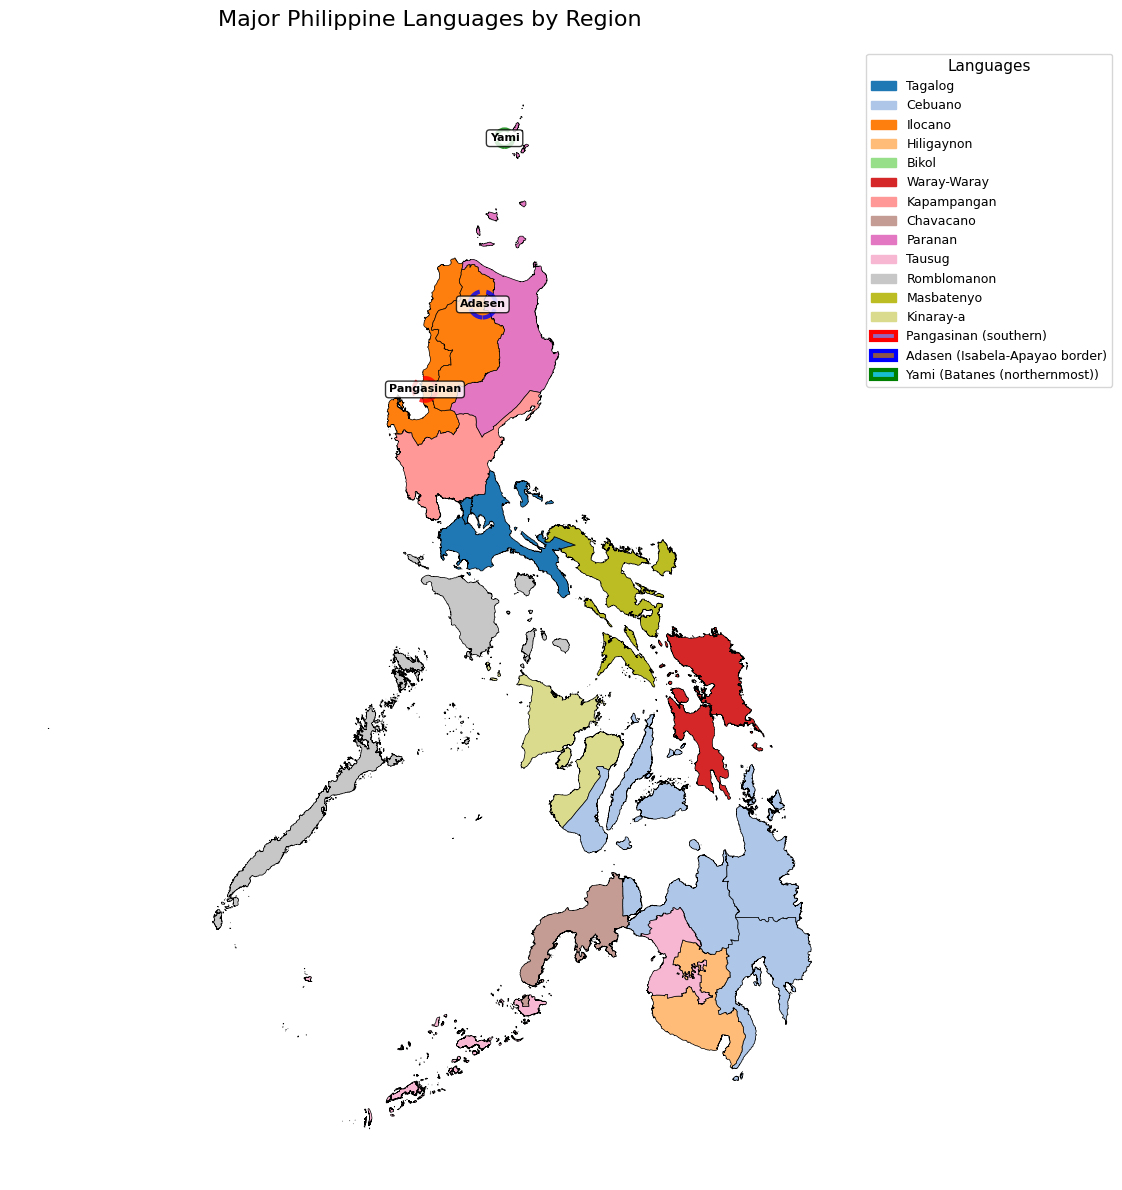 Major Philippine Languages by Region
Languages
Tagalog
Cebuano
Ilocano
Hiligaynon
Bikol
Waray-Waray
Kapampangan
Chavacano
Paranan
Tausug
Romblomanon
Masbatenyo
Kinaray-a
Pangasinan (southern)
Adasen (Isabela-Apayao border)
Yami (Batanes (northernmost))
Yami
Adasen
Pangasinan